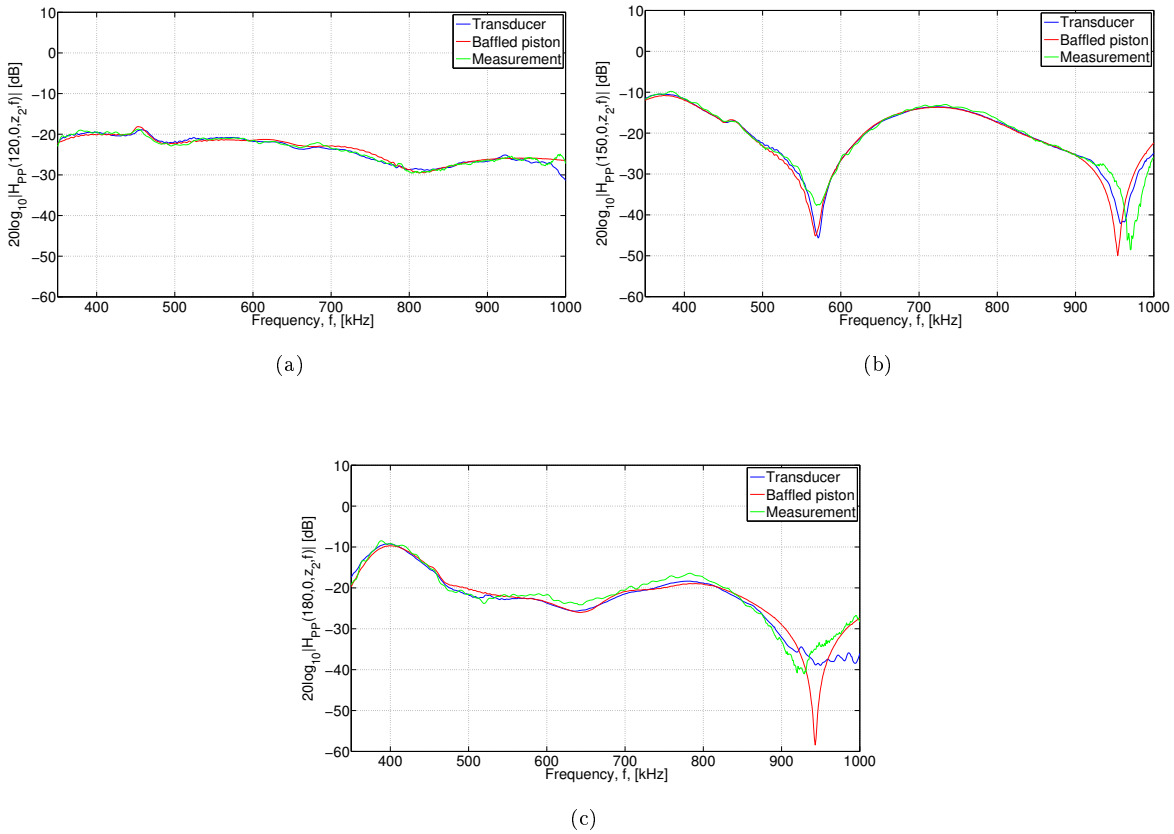 10
0
−10
−20
−30
−40
−50
−60
20log10|HPP(120,0,z2,f)| [dB]
400 500 600 700 800 900 1000
Frequency, f, [kHz]
Transducer
Baffled piston
Measurement
(a)
10
0
−10
−20
−30
−40
−50
−60
20log10|HPP(150,0,z2,f)| [dB]
400 500 600 700 800 900 1000
Frequency, f, [kHz]
Transducer
Baffled piston
Measurement
(b)
10
0
−10
−20
−30
−40
−50
−60
20log10|HPP(180,0,z2,f)| [dB]
400 500 600 700 800 900 1000
Frequency, f, [kHz]
Transducer
Baffled piston
Measurement
(c)